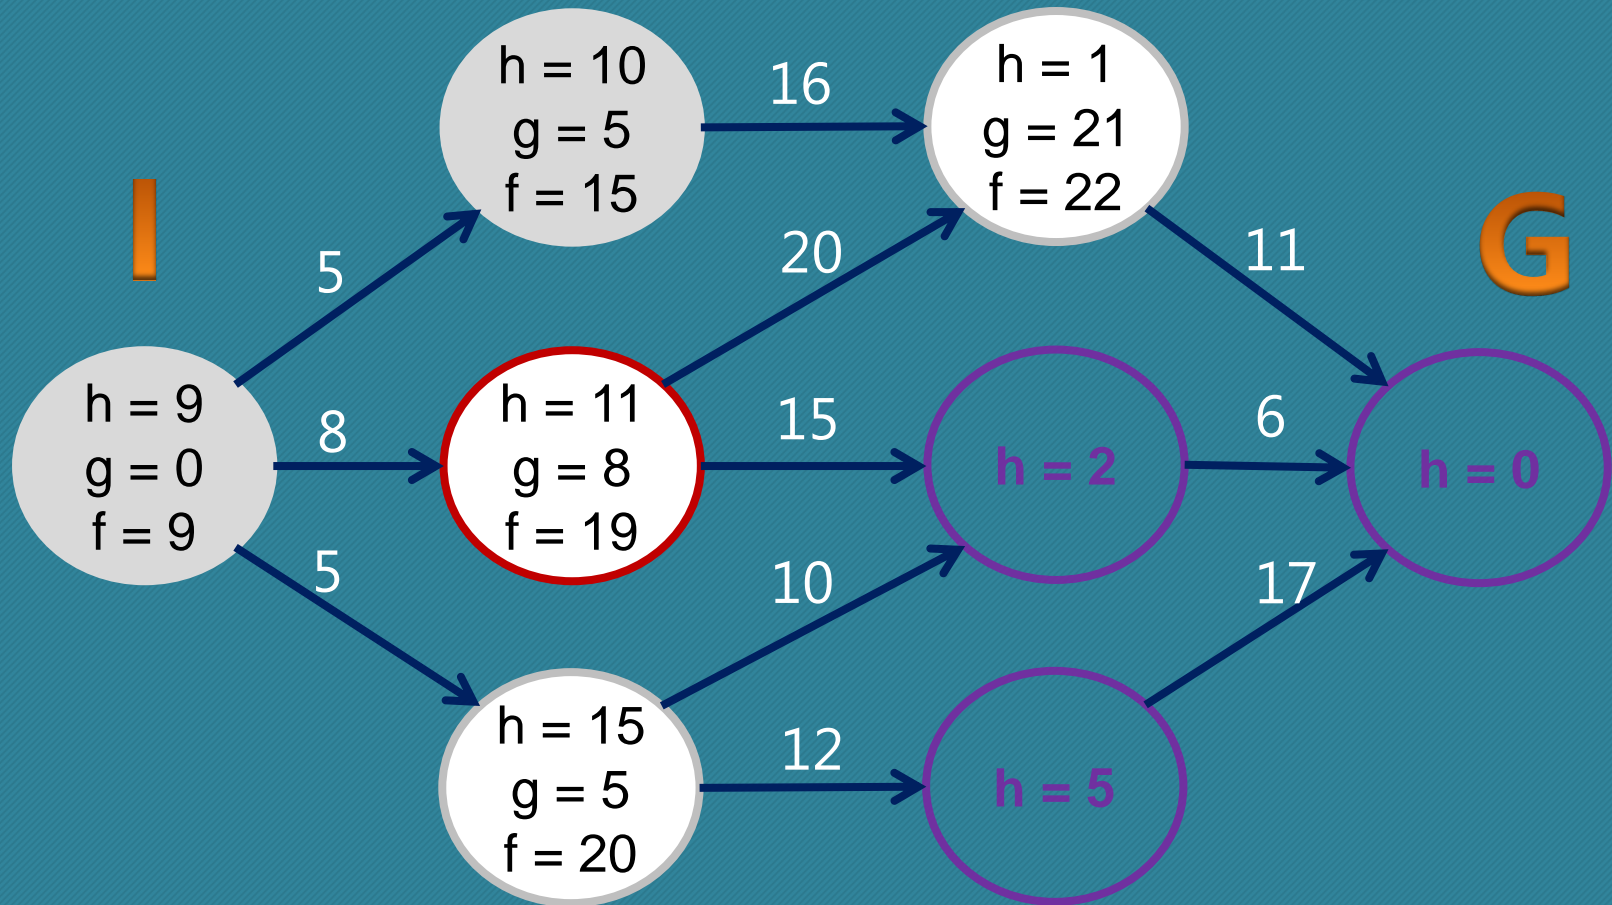 h = 10
g = 5
f = 15
16
h = 1
g = 21
f = 22
I
5
20
11
G
h = 9
g = 0
f = 9
8
h = 11
g = 8
f = 19
15
h = 2
6
h = 0
5
10
17
h = 15
g = 5
f = 20
12
h = 5